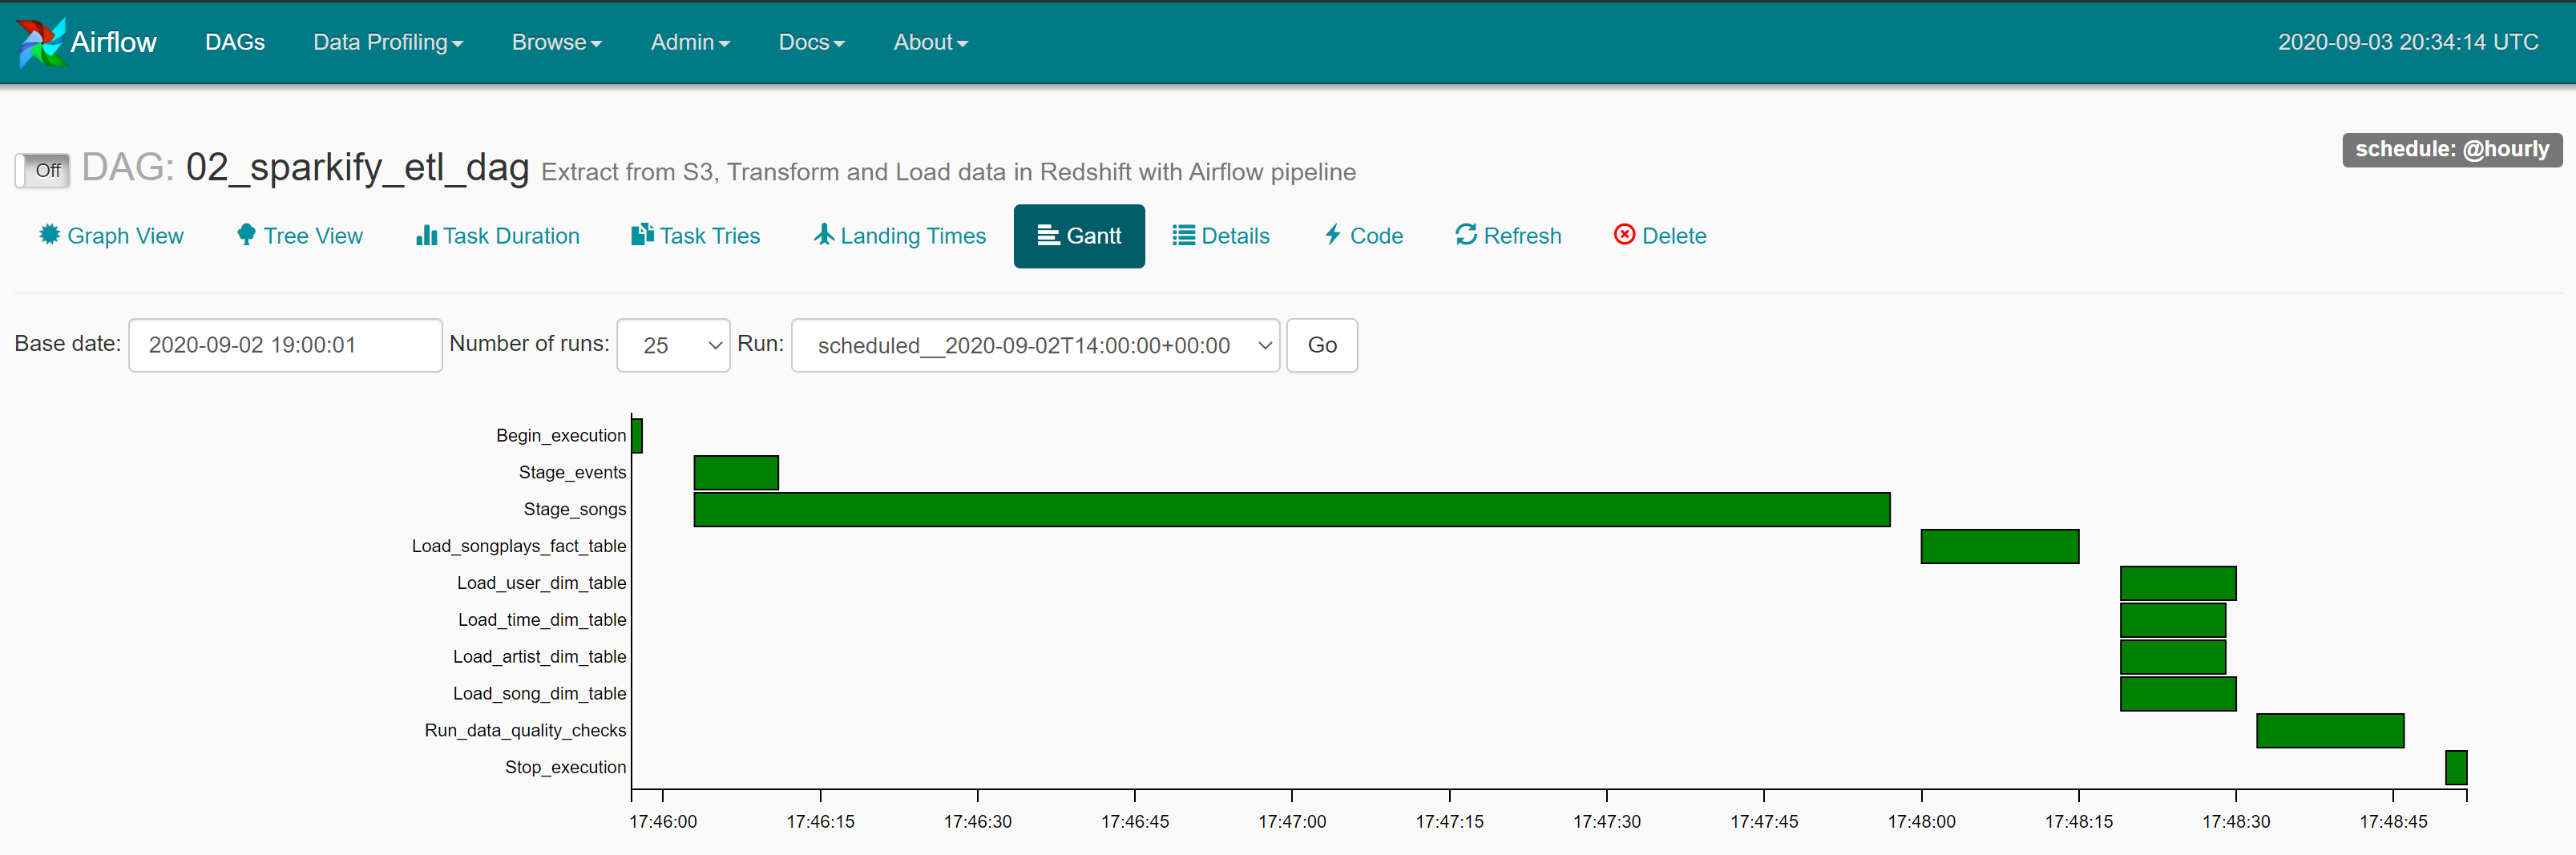 Airflow DAGs Data Profiling Browse Admin Docs About 2020-09-03 20:34:14 UTC
schedule: @hourly
Off DAG: 02_sparkify_etl_dag Extract from S3, Transform and Load data in Redshift with Airflow pipeline
Graph View Tree View Task Duration Task Tries Landing Times Gantt Details Code Refresh Delete
Base date: 2020-09-02 19:00:01 Number of runs: 25 Run: scheduled__2020-09-02T14:00:00+00:00 Go
Begin_execution
Stage_events
Stage_songs
Load_songplays_fact_table
Load_user_dim_table
Load_time_dim_table
Load_artist_dim_table
Load_song_dim_table
Run_data_quality_checks
Stop_execution
17:46:00 17:46:15 17:46:30 17:46:45 17:47:00 17:47:15 17:47:30 17:47:45 17:48:00 17:48:15 17:48:30 17:48:45